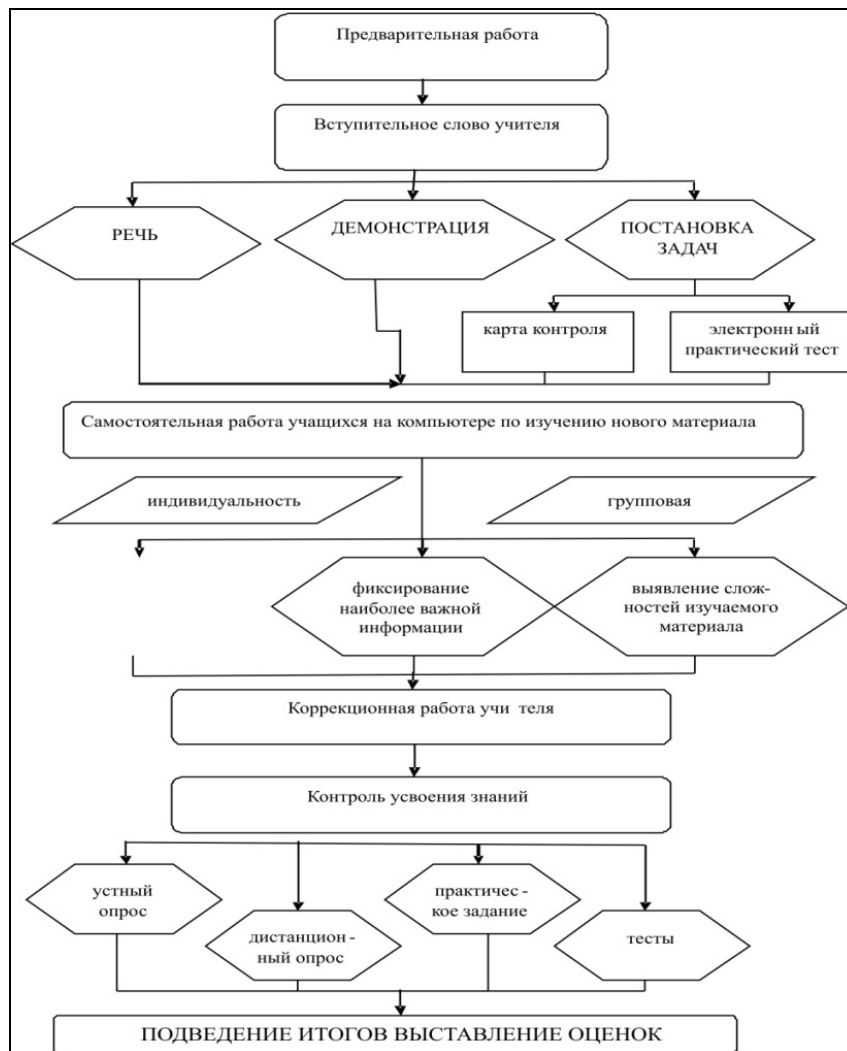 Предварительная работа
Вступительное слово учителя
РЕЧЬ
ДЕМОНСТРАЦИЯ
ПОСТАНОВКА
ЗАДАЧ
карта контроля
электронный
практический тест
Самостоятельная работа учащихся на компьютере по изучению нового материала
индивидуальность
групповая
фиксирование
наиболее важной
информации
выявление слож-
ностей изучаемого
материала
Коррекционная работа учи теля
Контроль усвоения знаний
устный
опрос
дистанцион -
ный опрос
практичес -
кое задание
тесты
ПОДВЕДЕНИЕ ИТОГОВ ВЫСТАВЛЕНИЕ ОЦЕНОК